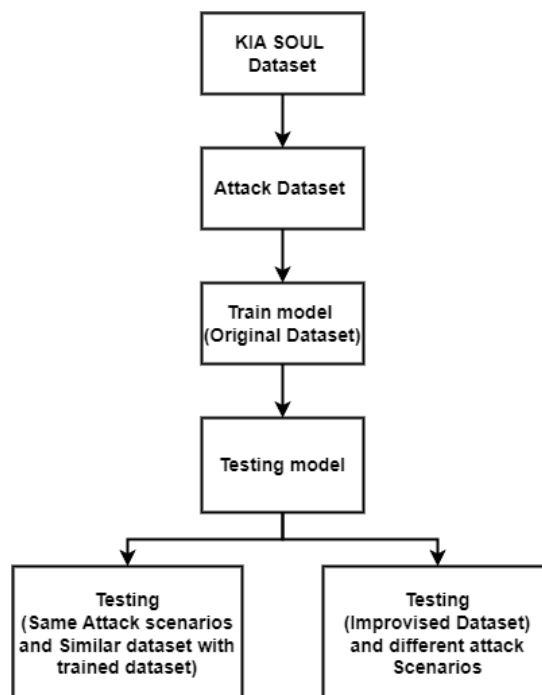 KIA SOUL
Dataset
Attack Dataset
Train model
(Original Dataset)
Testing model
Testing
(Same Attack scenarios
and Similar dataset with
trained dataset)
Testing
(Improvised Dataset)
and different attack
Scenarios